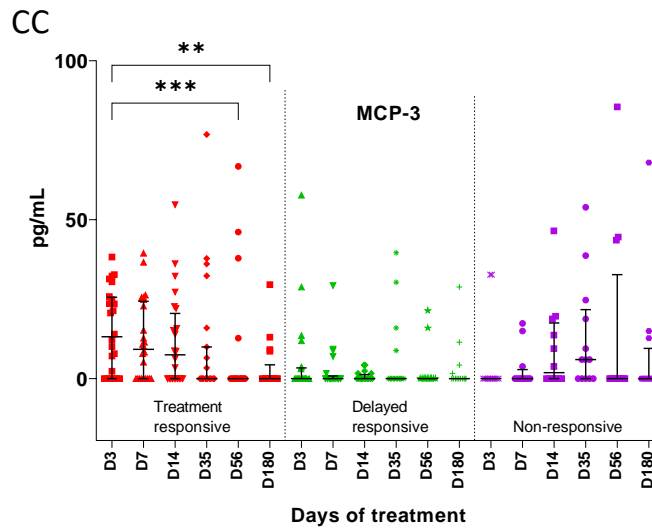 CC
100
**
***
MCP-3
pg/mL
50
0
Treatment responsive
Delayed responsive
Non-responsive
D3 D7 D14 D35 D56 D180 D3 D7 D14 D35 D56 D180 D3 D7 D14 D35 D56 D180
Days of treatment